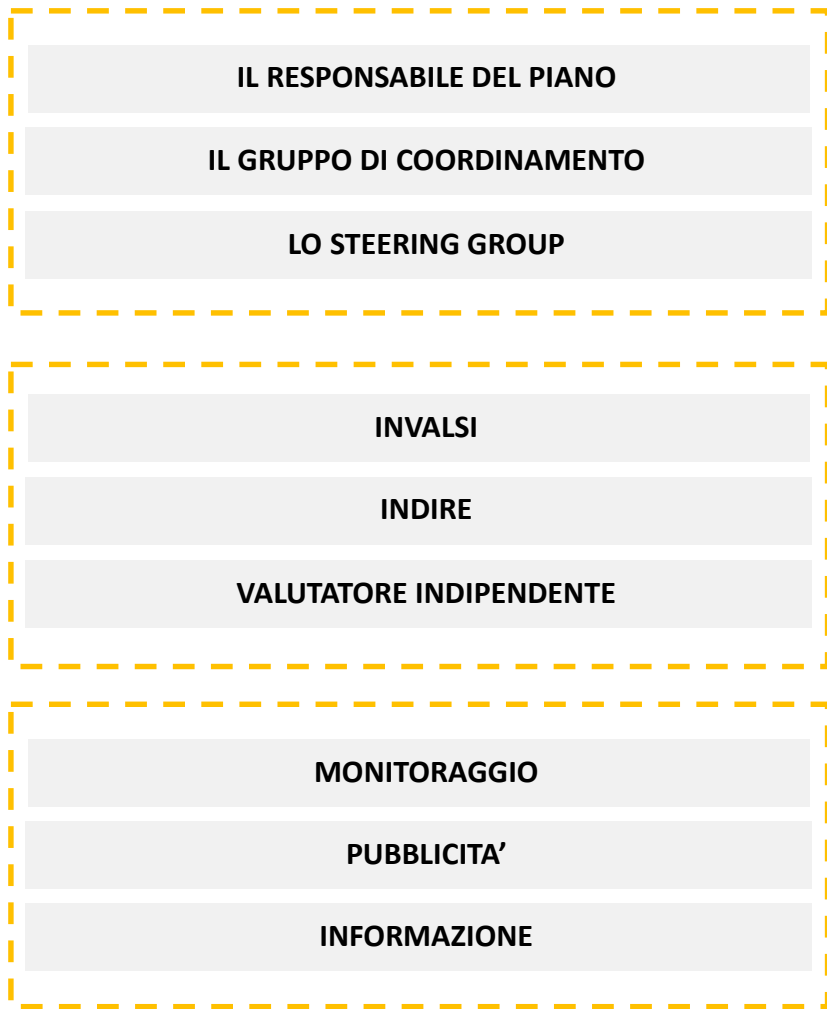 IL RESPONSABILE DEL PIANO
IL GRUPPO DI COORDINAMENTO
LO STEERING GROUP
INVALSI
INDIRE
VALUTATORE INDIPENDENTE
MONITORAGGIO
PUBBLICITA’
INFORMAZIONE